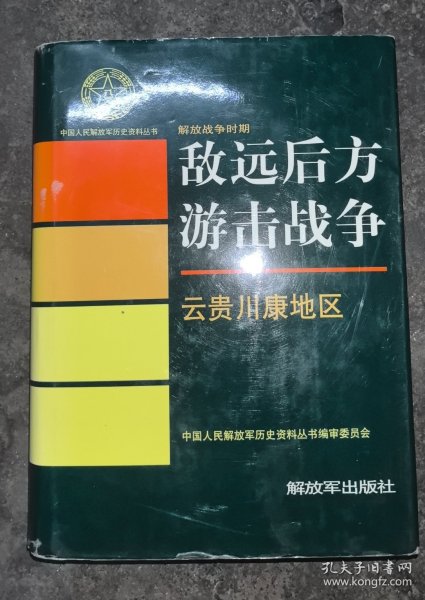 中国人民解放军历史资料丛书
解放战争时期
敌远后方
游击战争
云贵川康地区
中国人民解放军历史资料丛书编审委员会
解放军出版社
孔夫子旧书网
www.kongfz.com